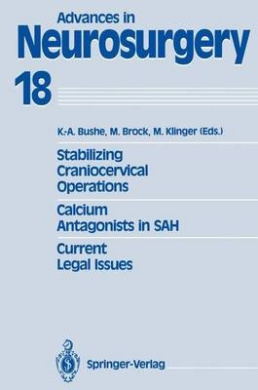 Advances in
Neurosurgery
18
K.-A. Bushe, M. Brock, M. Klinger (Eds.)
Stabilizing
Craniocervical
Operations
Calcium
Antagonists in SAH
Current
Legal Issues
Springer-Verlag